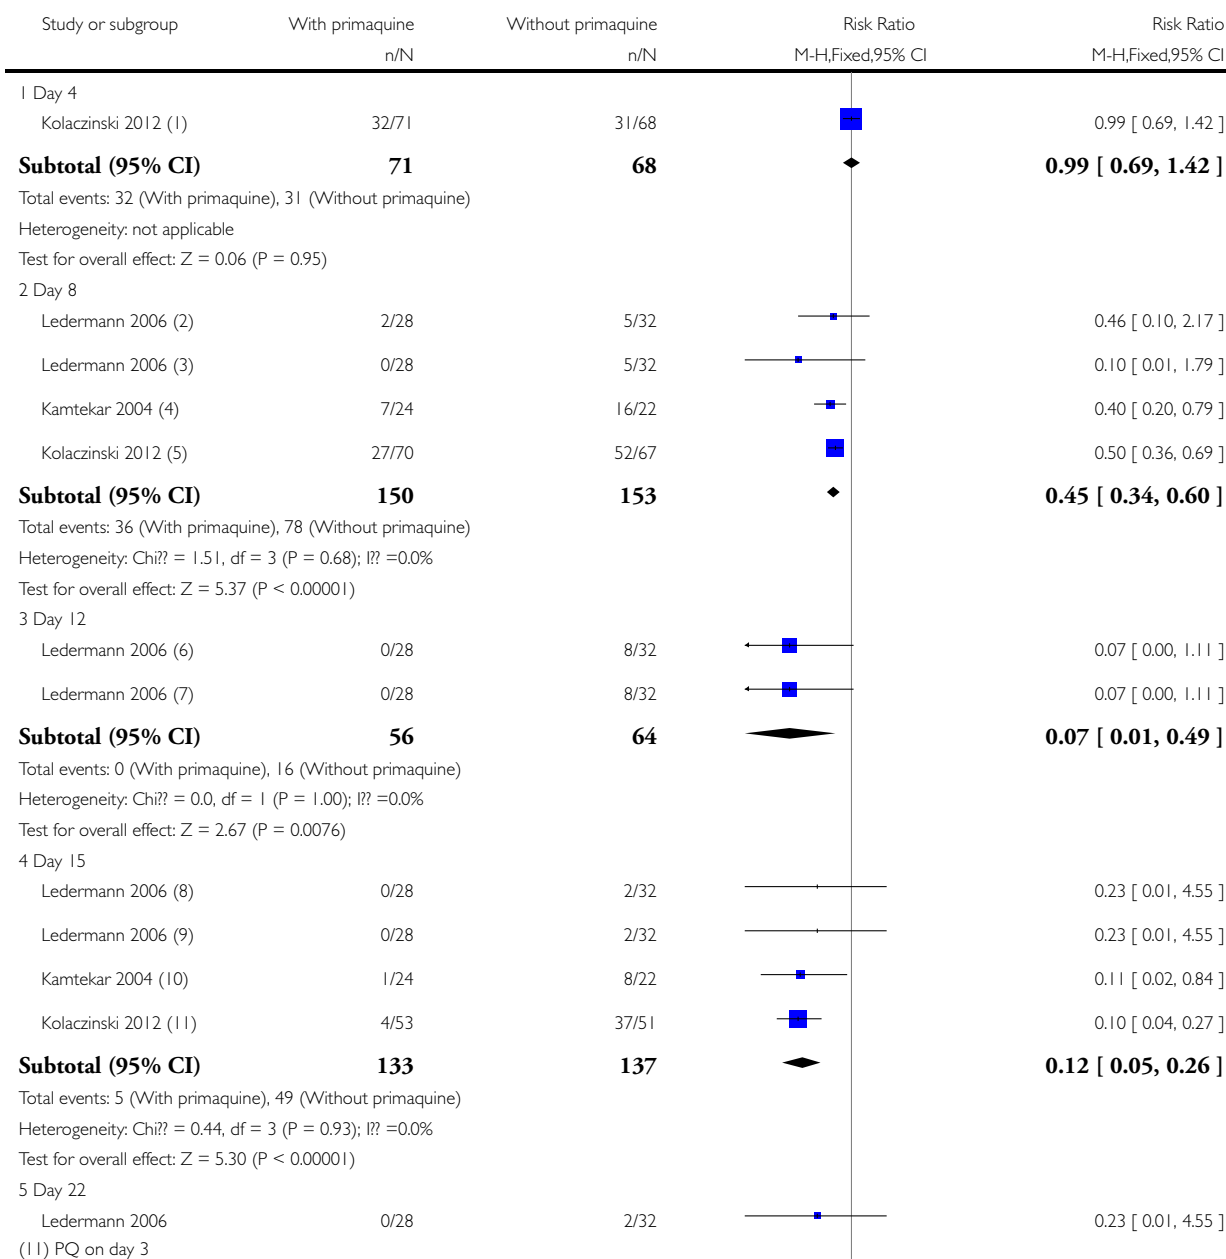 Study or subgroup With primaquine Without primaquine Risk Ratio Risk Ratio
n/N n/N M-H,Fixed,95% CI M-H,Fixed,95% CI
1 Day 4
Kolaczinski 2012 (1) 32/71 31/68 0.99 [ 0.69, 1.42 ]
Subtotal (95% CI) 71 68 0.99 [ 0.69, 1.42 ]
Total events: 32 (With primaquine), 31 (Without primaquine)
Heterogeneity: not applicable
Test for overall effect: Z = 0.06 (P = 0.95)
2 Day 8
Ledermann 2006 (2) 2/28 5/32 0.46 [ 0.10, 2.17 ]
Ledermann 2006 (3) 0/28 5/32 0.10 [ 0.01, 1.79 ]
Kamtekar 2004 (4) 7/24 16/22 0.40 [ 0.20, 0.79 ]
Kolaczinski 2012 (5) 27/70 52/67 0.50 [ 0.36, 0.69 ]
Subtotal (95% CI) 150 153 0.45 [ 0.34, 0.60 ]
Total events: 36 (With primaquine), 78 (Without primaquine)
Heterogeneity: Chi?? = 1.51, df = 3 (P = 0.68); I?? =0.0%
Test for overall effect: Z = 5.37 (P < 0.00001)
3 Day 12
Ledermann 2006 (6) 0/28 8/32 0.07 [ 0.00, 1.11 ]
Ledermann 2006 (7) 0/28 8/32 0.07 [ 0.00, 1.11 ]
Subtotal (95% CI) 56 64 0.07 [ 0.01, 0.49 ]
Total events: 0 (With primaquine), 16 (Without primaquine)
Heterogeneity: Chi?? = 0.0, df = 1 (P = 1.00); I?? =0.0%
Test for overall effect: Z = 2.67 (P = 0.0076)
4 Day 15
Ledermann 2006 (8) 0/28 2/32 0.23 [ 0.01, 4.55 ]
Ledermann 2006 (9) 0/28 2/32 0.23 [ 0.01, 4.55 ]
Kamtekar 2004 (10) 1/24 8/22 0.11 [ 0.02, 0.84 ]
Kolaczinski 2012 (11) 4/53 37/51 0.10 [ 0.04, 0.27 ]
Subtotal (95% CI) 133 137 0.12 [ 0.05, 0.26 ]
Total events: 5 (With primaquine), 49 (Without primaquine)
Heterogeneity: Chi?? = 0.44, df = 3 (P = 0.93); I?? =0.0%
Test for overall effect: Z = 5.30 (P < 0.00001)
5 Day 22
Ledermann 2006 0/28 2/32 0.23 [ 0.01, 4.55 ]
(11) PQ on day 3